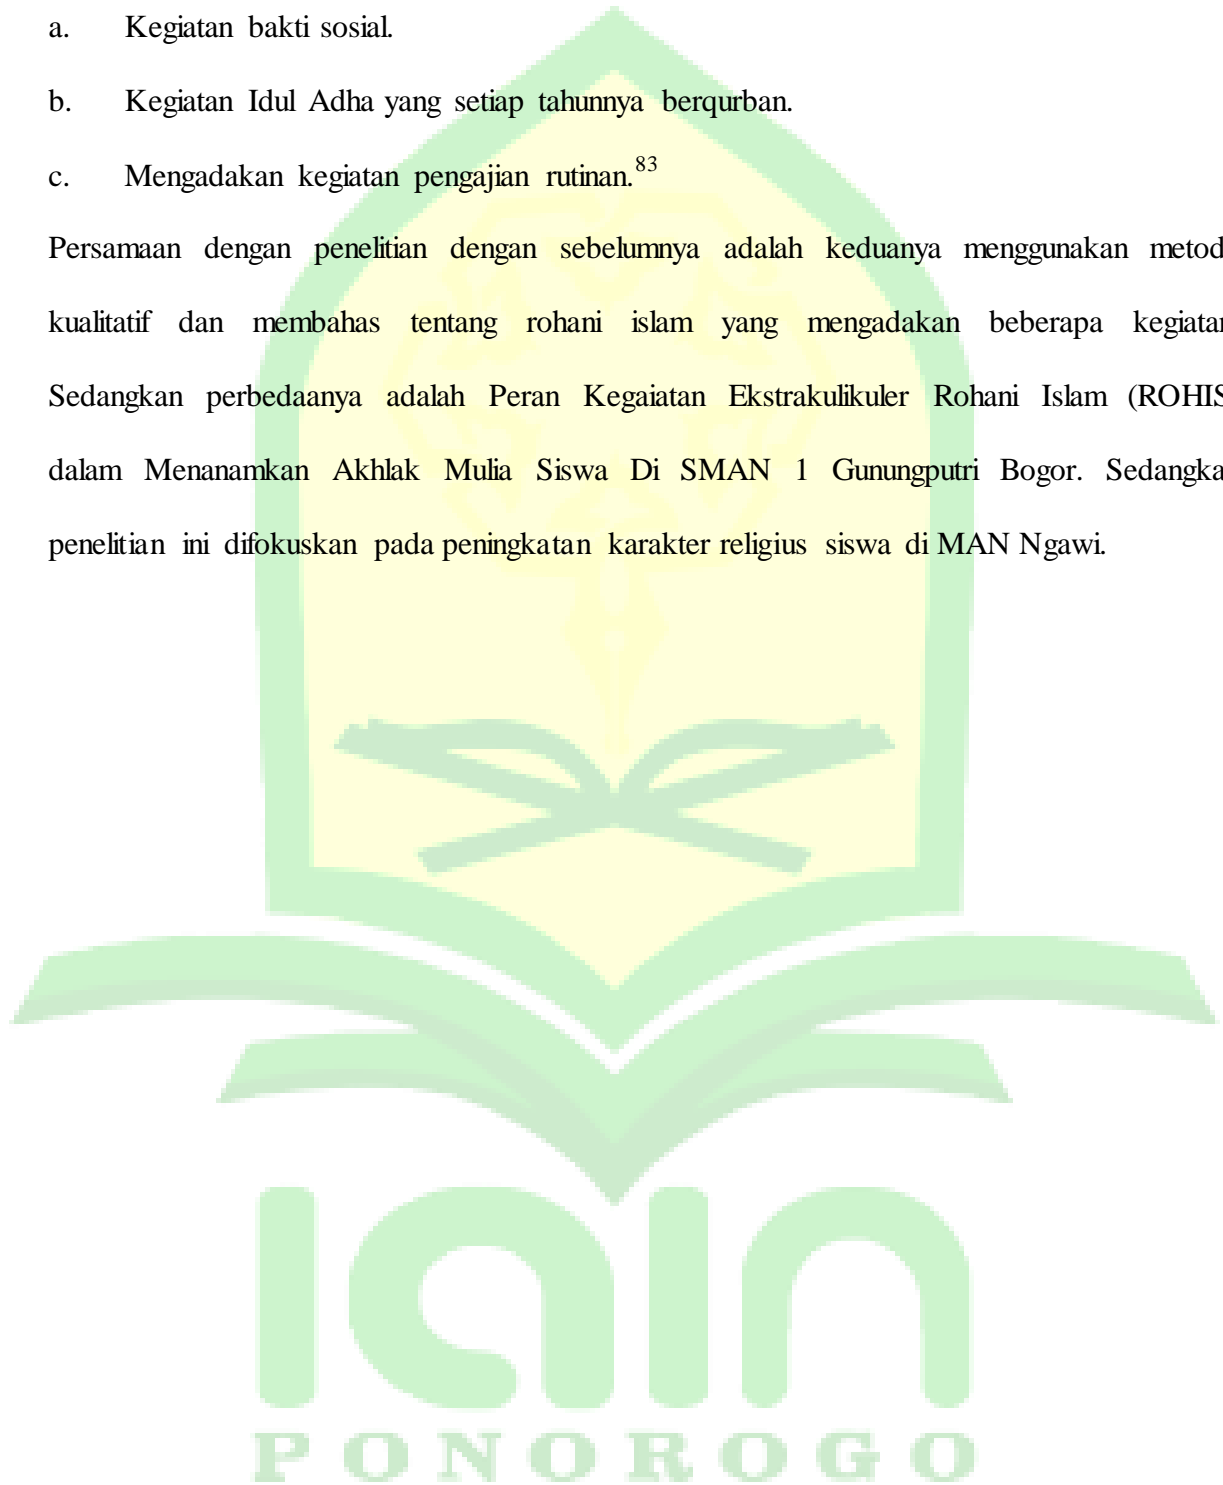 a. Kegiatan bakti sosial.
b. Kegiatan Idul Adha yang setiap tahunnya berqurban.
c. Mengadakan kegiatan pengajian rutinan.83
Persamaan dengan penelitian dengan sebelumnya adalah keduanya menggunakan metod
kualitatif dan membahas tentang rohani islam yang mengadakan beberapa kegiatan
Sedangkan perbedaanya adalah Peran Kegaiatan Ekstrakulikuler Rohani Islam (ROHIS
dalam Menanamkan Akhlak Mulia Siswa Di SMAN 1 Gunungputri Bogor. Sedangka
penelitian ini difokuskan pada peningkatan karakter religius siswa di MAN Ngawi.
iain
PONOROGO